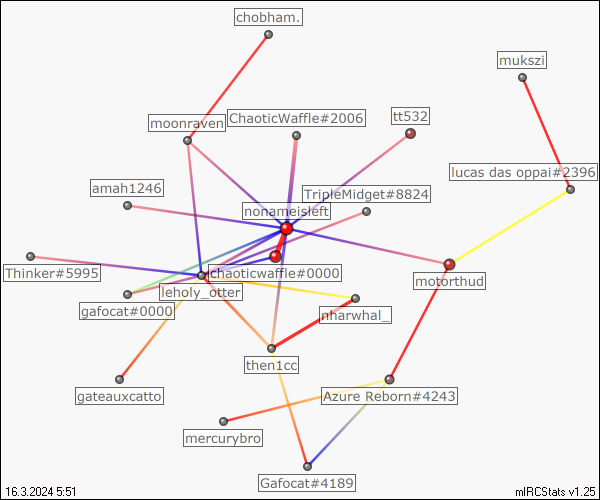 chobham.
mukszi
ChaoticWaffle#2006
tt532
moonraven
lucas das oppai#2396
amah1246
TripleMidget#8824
nonameisleft
Thinker#5995
chaoticwaffle#0000
motorthud
leholy_otter
gafocat#0000
nharwhal_
then1cc
gateauxcatto
Azure Reborn#4243
mercurybro
Gafocat#4189
16.3.2024 5:51
mIRCStats v1.25